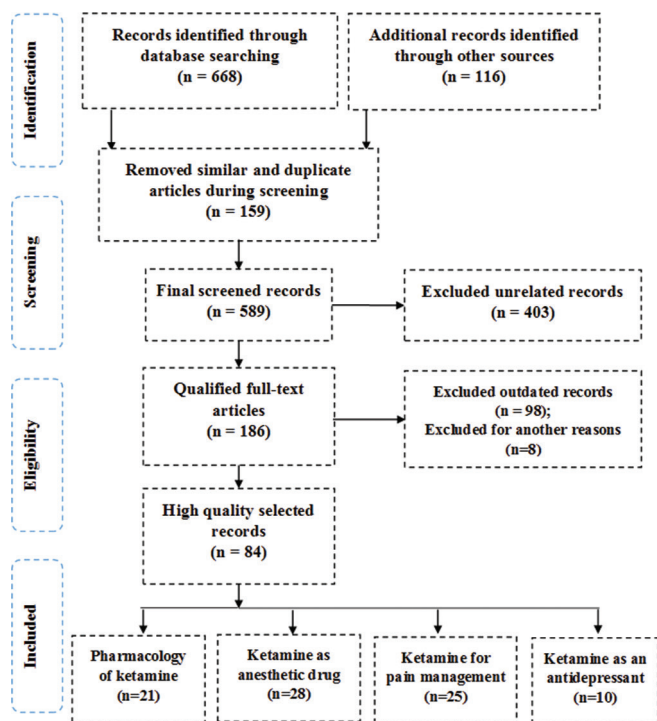 Identification
Records identified through
database searching
(n = 668)
Additional records identified
through other sources
(n = 116)
Removed similar and duplicate
articles during screening
(n = 159)
Screening
Final screened records
(n = 589)
Excluded unrelated records
(n = 403)
Eligibility
Qualified full-text
articles
(n = 186)
Excluded outdated records
(n = 98);
Excluded for another reasons
(n=8)
High quality selected
records
(n = 84)
Included
Pharmacology
of ketamine
(n=21)
Ketamine as
anesthetic drug
(n=28)
Ketamine for
pain management
(n=25)
Ketamine as an
antidepressant
(n=10)